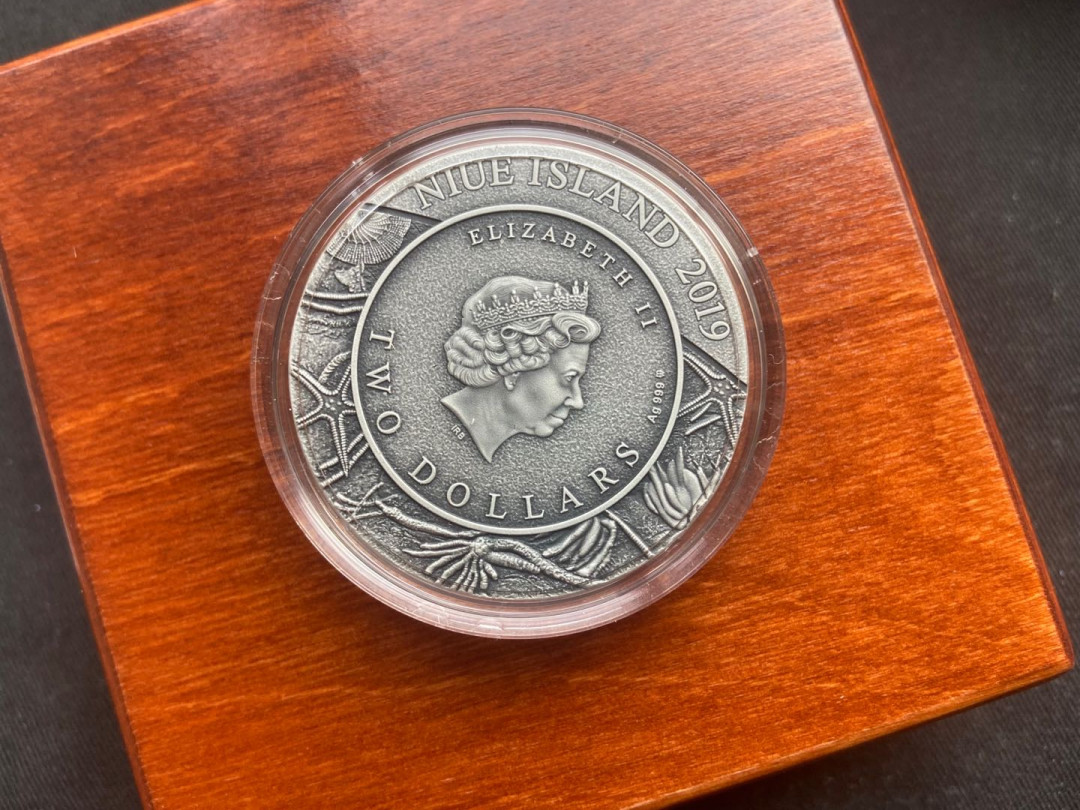 NIUE ISLAND 2019
ELIZABETH II
IRB
Ag 999
TWO DOLLARS